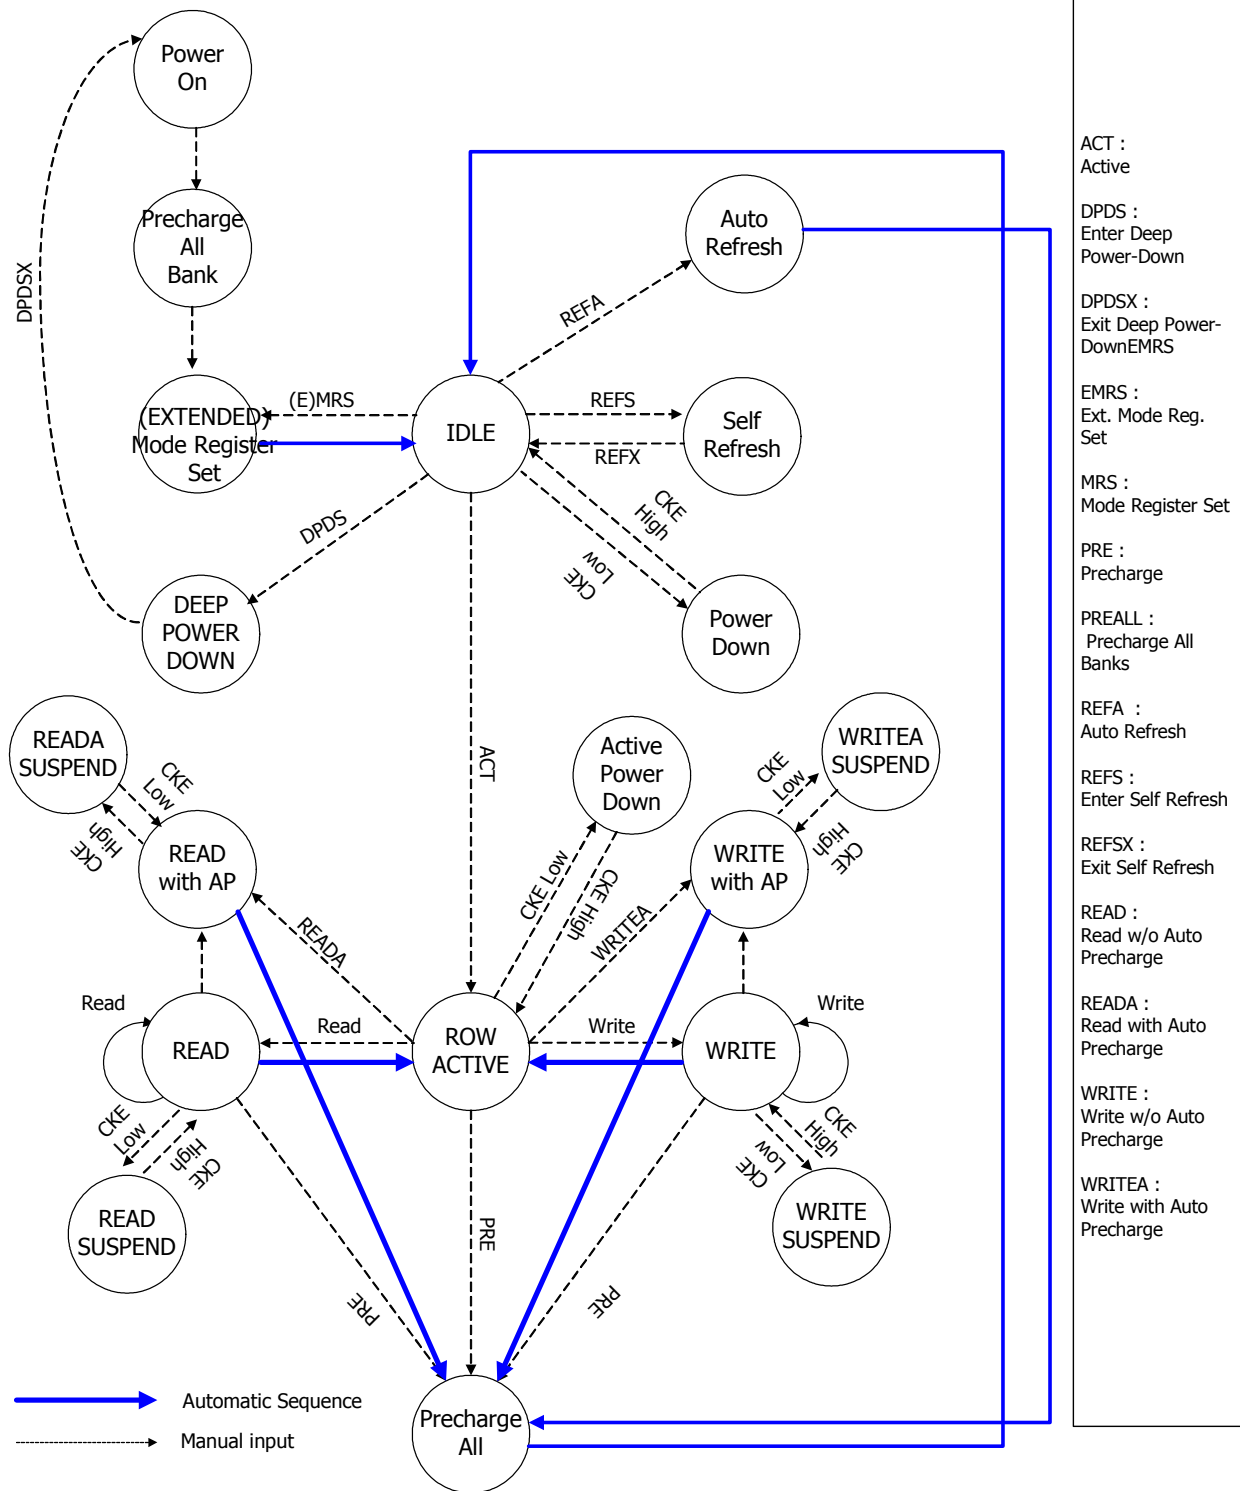 Power
On
Precharge
All
Bank
DPDSX
(EXTENDED)
Mode Register
Set
(E)MRS
IDLE
REFA
Auto
Refresh
REFS
REFX
Self
Refresh
DPDS
CKE
High
CKE
Low
DEEP
POWER
DOWN
Power
Down
ACT
READA
SUSPEND
CKE
Low
CKE
High
READ
with AP
Active
Power
Down
CKE Low
CKE High
WRITEA
SUSPEND
CKE
Low
CKE
High
WRITE
with AP
READA
WRITEA
Read
READ
Read
ROW
ACTIVE
Write
WRITE
Write
CKE
Low
CKE
High
READ
SUSPEND
CKE
High
CKE
Low
WRITE
SUSPEND
PRE
PRE
PRE
Precharge
All
Automatic Sequence
Manual input
ACT :
Active
DPDS :
Enter Deep
Power-Down
DPDSX :
Exit Deep Power-
DownEMRS
EMRS :
Ext. Mode Reg.
Set
MRS :
Mode Register Set
PRE :
Precharge
PREALL :
Precharge All
Banks
REFA :
Auto Refresh
REFS :
Enter Self Refresh
REFSX :
Exit Self Refresh
READ :
Read w/o Auto
Precharge
READA :
Read with Auto
Precharge
WRITE :
Write w/o Auto
Precharge
WRITEA :
Write with Auto
Precharge